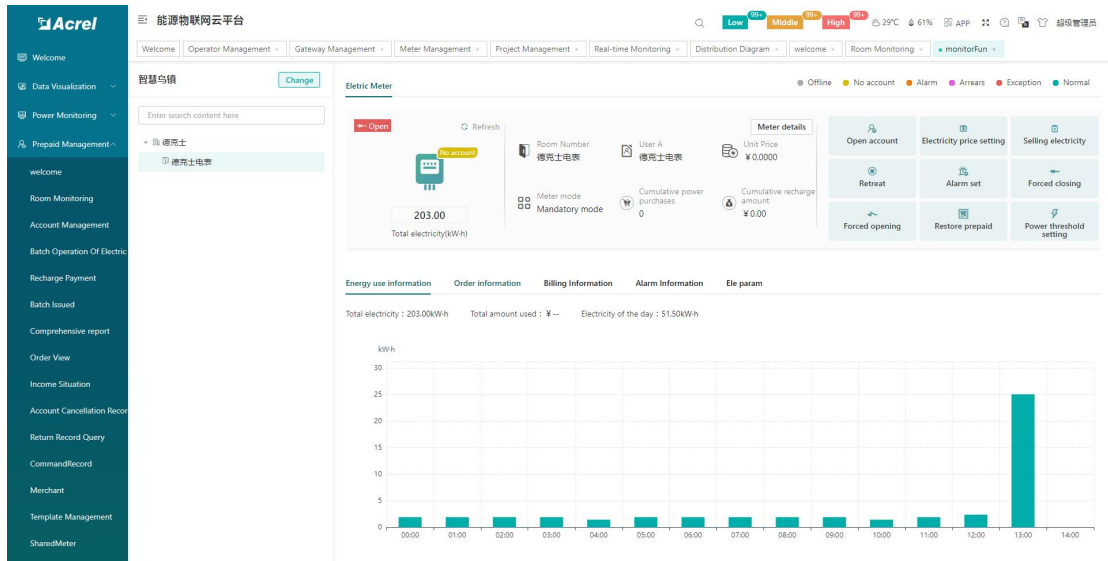 Acrel
能源物联网云平台
Low 99+ Middle 99+ High 99+ 29℃ 61% APP 超级管理员
Welcome
Operator Management ×
Gateway Management ×
Meter Management ×
Project Management ×
Real-time Monitoring ×
Distribution Diagram ×
welcome ×
Room Monitoring ×
monitorFun ×
Welcome
Data Visualization
Power Monitoring
Prepaid Management
welcome
Room Monitoring
Account Management
Batch Operation Of Electric
Recharge Payment
Batch Issued
Comprehensive report
Order View
Income Situation
Account Cancellation Recor
Return Record Query
CommandRecord
Merchant
Template Management
SharedMeter
智慧乌镇
Change
Enter search content here
德克士
德克士电表
Eletric Meter
Offline
No account
Alarm
Arrears
Exception
Normal
Open
Refresh
No account
203.00
Total electricity(kW·h)
Meter details
Room Number
德克士电表
User A
德克士电表
Unit Price
¥ 0.0000
Meter mode
Mandatory mode
Cumulative power
purchases
0
Cumulative recharge
amount
¥ 0.00
Open account
Electricity price setting
Selling electricity
Retreat
Alarm set
Forced closing
Forced opening
Restore prepaid
Power threshold
setting
Energy use information
Order information
Billing Information
Alarm Information
Ele param
Total electricity : 203.00kW·h
Total amount used : ¥ --
Electricity of the day : 51.50kW·h
kW·h
30
25
20
15
10
5
0
00:00 01:00 02:00 03:00 04:00 05:00 06:00 07:00 08:00 09:00 10:00 11:00 12:00 13:00 14:00